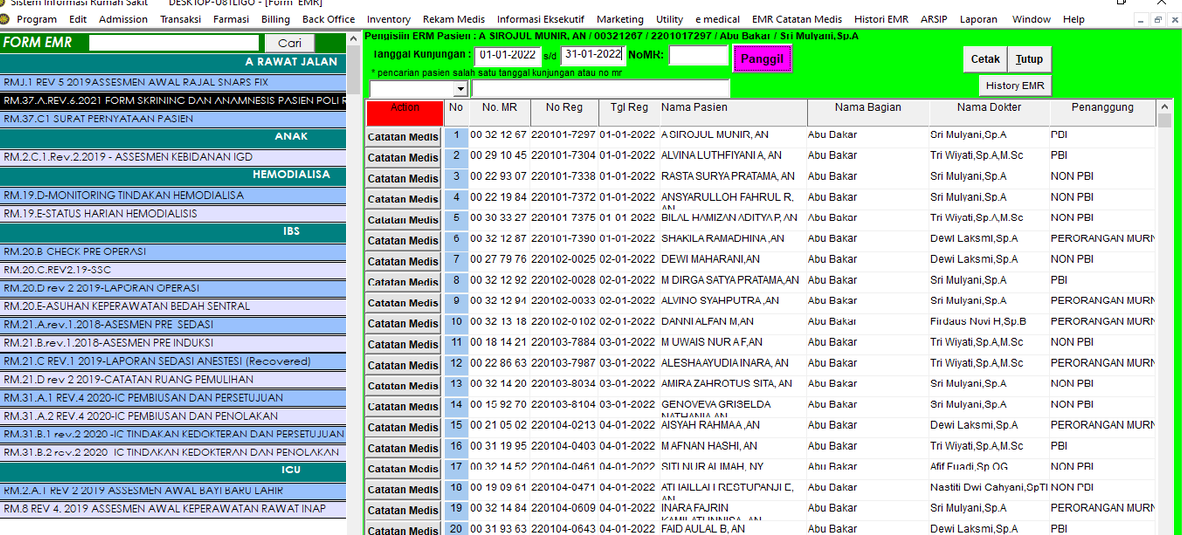 Sistem Informasi Rumah Sakit DESKTOP-U81LIGO - [Form EMR]
Program Edit Admission Transaksi Farmasi Billing Back Office Inventory Rekam Medis Informasi Eksekutif Marketing Utility e medical EMR Catatan Medis Histori EMR ARSIP Laporan Window Help
FORM EMR Cari
A RAWAT JALAN
RMJ.1 REV 5 2019ASSESMEN AWAL RAJAL SNARS FIX
RM.37.A.REV.6.2021 FORM SKRINING DAN ANAMNESIS PASIEN POLI R
RM.37.C1 SURAT PERNYATAAN PASIEN
ANAK
RM.2.C.1.Rev.2.2019 - ASSESMEN KEBIDANAN IGD
HEMODIALISA
RM.19.D-MONITORING TINDAKAN HEMODIALISA
RM.19.E-STATUS HARIAN HEMODIALISIS
IBS
RM.20.B CHECK PRE OPERASI
RM.20.C.REV2.19-SSC
RM.20.D rev 2 2019-LAPORAN OPERASI
RM.20.E-ASUHAN KEPERAWATAN BEDAH SENTRAL
RM.21.A.rev.1.2018-ASESMEN PRE SEDASI
RM.21.B.rev.1.2018-ASESMEN PRE INDUKSI
RM.21.C REV.1 2019-LAPORAN SEDASI ANESTESI (Recovered)
RM.21.D rev 2 2019-CATATAN RUANG PEMULIHAN
RM.31.A.1 REV.4 2020-IC PEMBIUSAN DAN PERSETUJUAN
RM.31.A.2 REV.4 2020-IC PEMBIUSAN DAN PENOLAKAN
RM.31.B.1 rev.2 2020 -IC TINDAKAN KEDOKTERAN DAN PERSETUJUAN
RM.31.B.2 rev.2 2020 IC TINDAKAN KEDOKTERAN DAN PENOLAKAN
ICU
RM.2.A.1 REV 2 2019 ASSESMEN AWAL BAYI BARU LAHIR
RM.8 REV 4, 2019 ASSESMEN AWAL KEPERAWATAN RAWAT INAP
Pengisian ERM Pasien : A SIROJUL MUNIR, AN / 00321267 / 2201017297 / Abu Bakar / Sri Mulyani,Sp.A
Tanggal Kunjungan : 01-01-2022 s/d 31-01-2022 NoMR: Panggil Cetak Tutup
* pencarian pasien salah satu tanggal kunjungan atau no mr
History EMR
Action No No. MR No Reg Tgl Reg Nama Pasien Nama Bagian Nama Dokter Penanggung
Catatan Medis 1 00 32 12 67 220101-7297 01-01-2022 A SIROJUL MUNIR, AN Abu Bakar Sri Mulyani,Sp.A PBI
Catatan Medis 2 00 29 10 45 220101-7304 01-01-2022 ALVINA LUTHFIYANI A, AN Abu Bakar Tri Wiyati,Sp.A,M.Sc PBI
Catatan Medis 3 00 22 93 07 220101-7338 01-01-2022 RASTA SURYA PRATAMA, AN Abu Bakar Sri Mulyani,Sp.A NON PBI
Catatan Medis 4 00 22 19 84 220101-7372 01-01-2022 ANSYARULLOH FAHRUL R, AN Abu Bakar Sri Mulyani,Sp.A NON PBI
Catatan Medis 5 00 30 33 27 220101 7375 01 01 2022 BILAL HAMIZAN ADITYA P, AN Abu Bakar Tri Wiyati,Sp.A,M.Sc NON PBI
Catatan Medis 6 00 32 12 87 220101-7390 01-01-2022 SHAKILA RAMADHINA ,AN Abu Bakar Dewi Laksmi,Sp.A PERORANGAN MURN
Catatan Medis 7 00 27 79 76 220102-0025 02-01-2022 DEWI MAHARANI,AN Abu Bakar Dewi Laksmi,Sp.A NON PBI
Catatan Medis 8 00 32 12 92 220102-0028 02-01-2022 M DIRGA SATYA PRATAMA,AN Abu Bakar Sri Mulyani,Sp.A PBI
Catatan Medis 9 00 32 12 94 220102-0033 02-01-2022 ALVINO SYAHPUTRA ,AN Abu Bakar Sri Mulyani,Sp.A PERORANGAN MURN
Catatan Medis 10 00 32 13 18 220102-0102 02-01-2022 DANNI ALFAN M,AN Abu Bakar Firdaus Novi H,Sp.B PERORANGAN MURN
Catatan Medis 11 00 18 14 21 220103-7884 03-01-2022 M UWAIS NUR A F,AN Abu Bakar Tri Wiyati,Sp.A,M.Sc NON PBI
Catatan Medis 12 00 22 86 63 220103-7987 03-01-2022 ALESHA AYUDIA INARA, AN Abu Bakar Tri Wiyati,Sp.A,M.Sc PERORANGAN MURN
Catatan Medis 13 00 32 14 20 220103-8034 03-01-2022 AMIRA ZAHROTUS SITA, AN Abu Bakar Sri Mulyani,Sp.A NON PBI
Catatan Medis 14 00 15 92 70 220103-8104 03-01-2022 GENOVEVA GRISELDA NATHANIA AN Abu Bakar Sri Mulyani,Sp.A NON PBI
Catatan Medis 15 00 21 05 02 220104-0213 04-01-2022 AISYAH RAHMAA ,AN Abu Bakar Dewi Laksmi,Sp.A PERORANGAN MURN
Catatan Medis 16 00 31 19 95 220104-0403 04-01-2022 M AFNAN HASHI, AN Abu Bakar Tri Wiyati,Sp.A,M.Sc PBI
Catatan Medis 17 00 32 14 52 220104-0461 04-01-2022 SITI NUR ALIMAH, NY Abu Bakar Afif Fuadi,Sp.OG NON PBI
Catatan Medis 18 00 19 09 61 220104-0471 04-01-2022 RESTUPANJI E, AN Abu Bakar Nastiti Dwi Cahyani,SpTI NON PBI
Catatan Medis 19 00 32 14 84 220104-0609 04-01-2022 INARA FAJRIN Abu Bakar Sri Mulyani,Sp.A PERORANGAN MURN
Catatan Medis 20 00 31 93 63 220104-0643 04-01-2022 FAID AULAL B, AN Abu Bakar Dewi Laksmi,Sp.A PBI